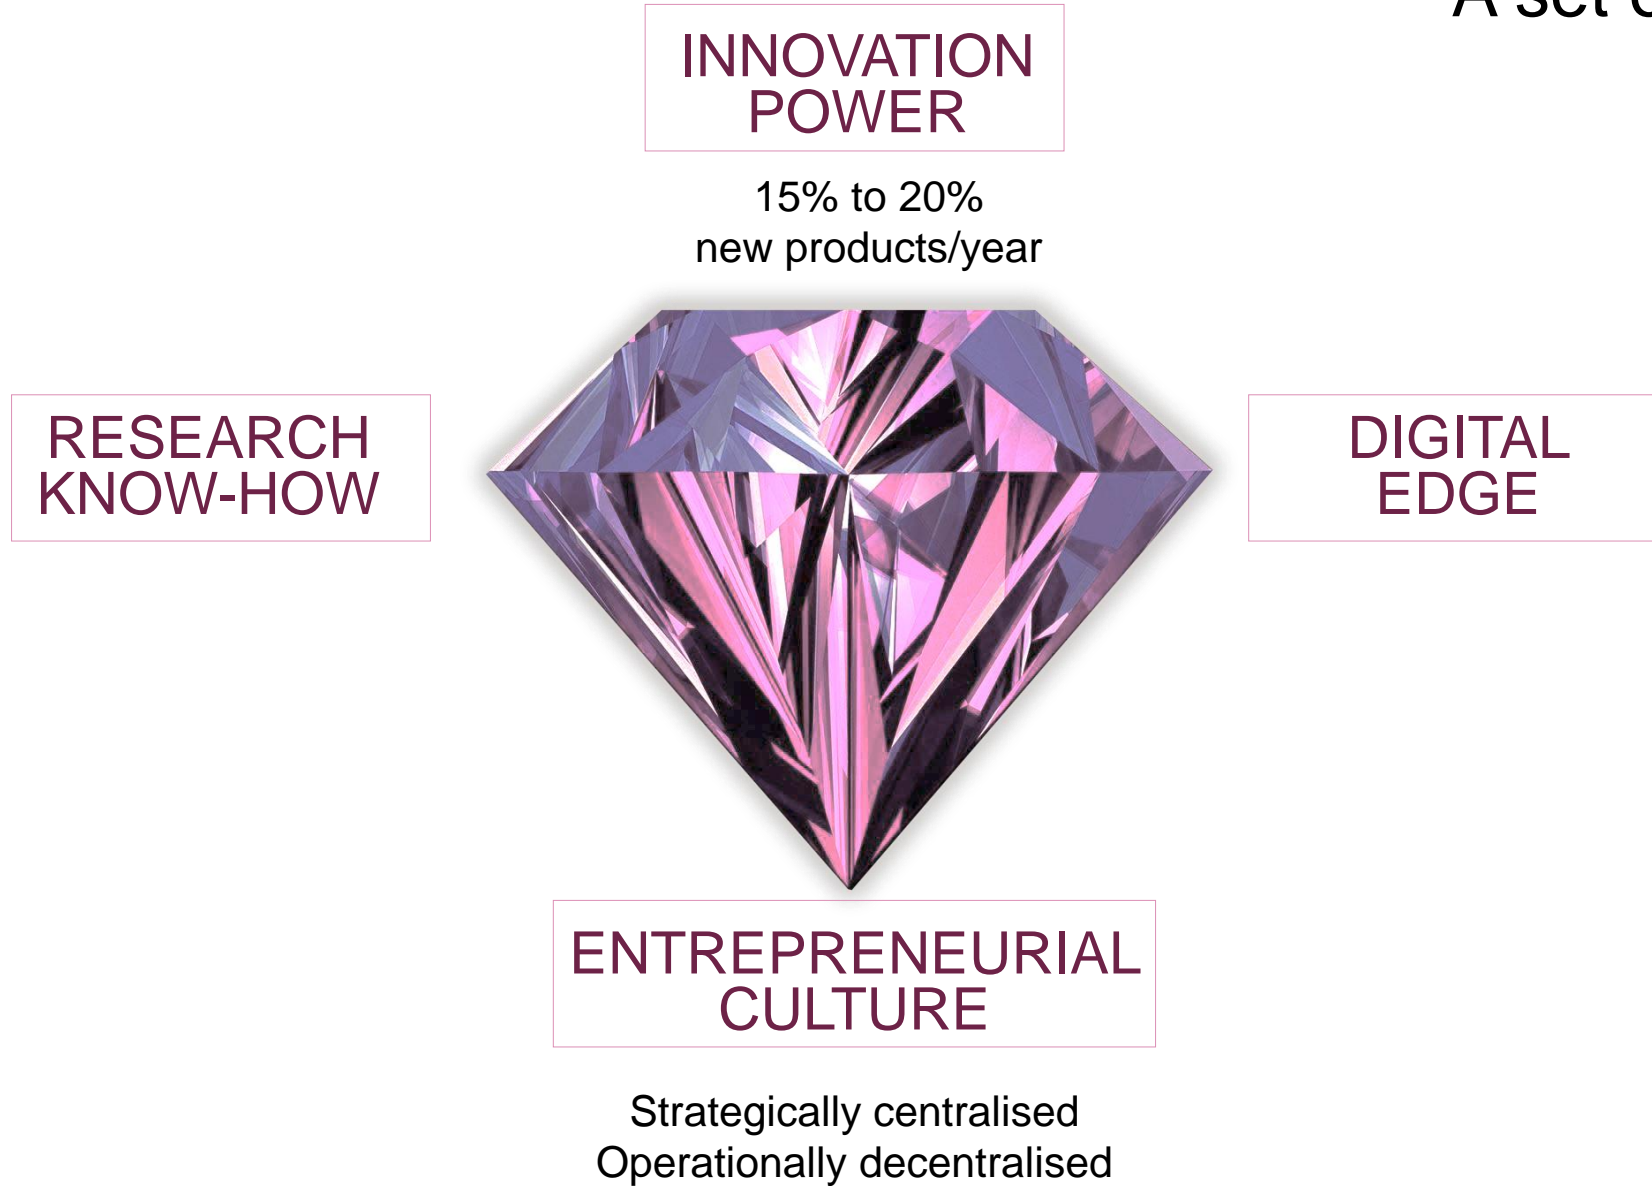 A set
INNOVATION
POWER
15% to 20%
new products/year
RESEARCH
KNOW-HOW
DIGITAL
EDGE
ENTREPRENEURIAL
CULTURE
Strategically centralised
Operationally decentralised